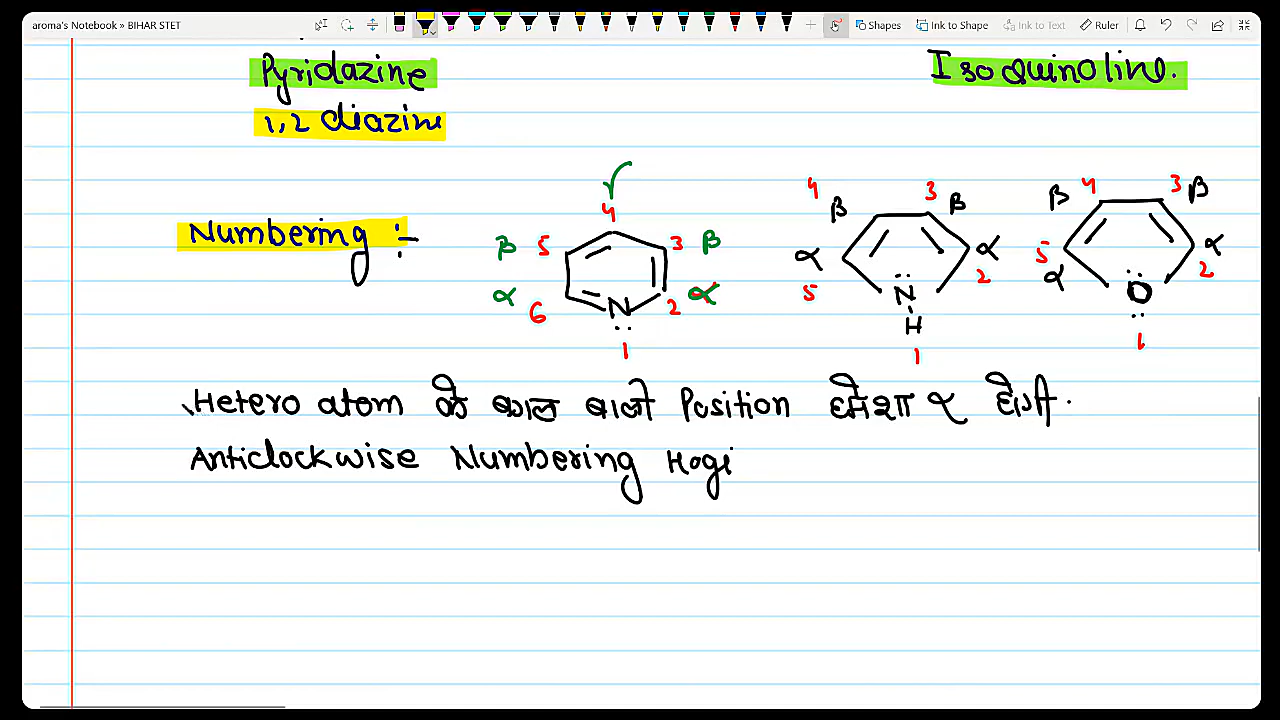 aroma's Notebook » BIHAR STET
Shapes Ink to Shape Ink to Text Ruler
Pyridazine
1,2 diazine
Isoquinoline.
Numbering :-
γ
4
β 5 3 β
α 6 2 α
N
1
4 3
β β
α α
5 2
N
H
1
4 3
β β
5 α
α 2
O
1
Hetero atom के वाली Position हमेशा α होगी.
Anticlockwise Numbering Hogi